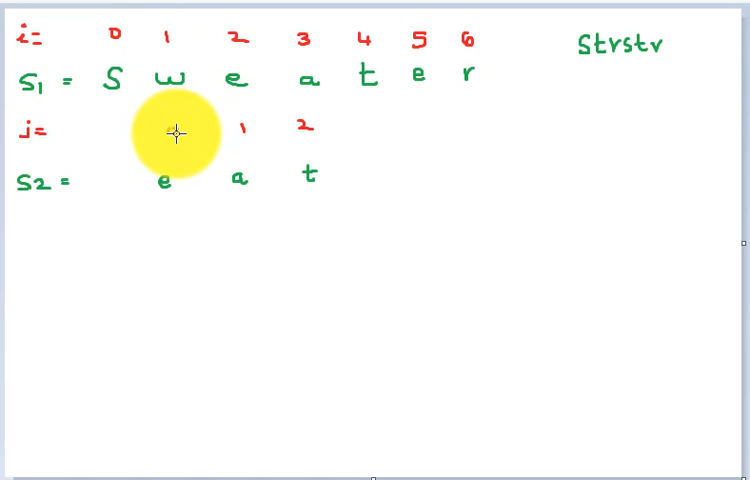 i= 0 1 2 3 4 5 6
Strstr
S1 = S w e a t e r
j= 1 2
S2 = e a t